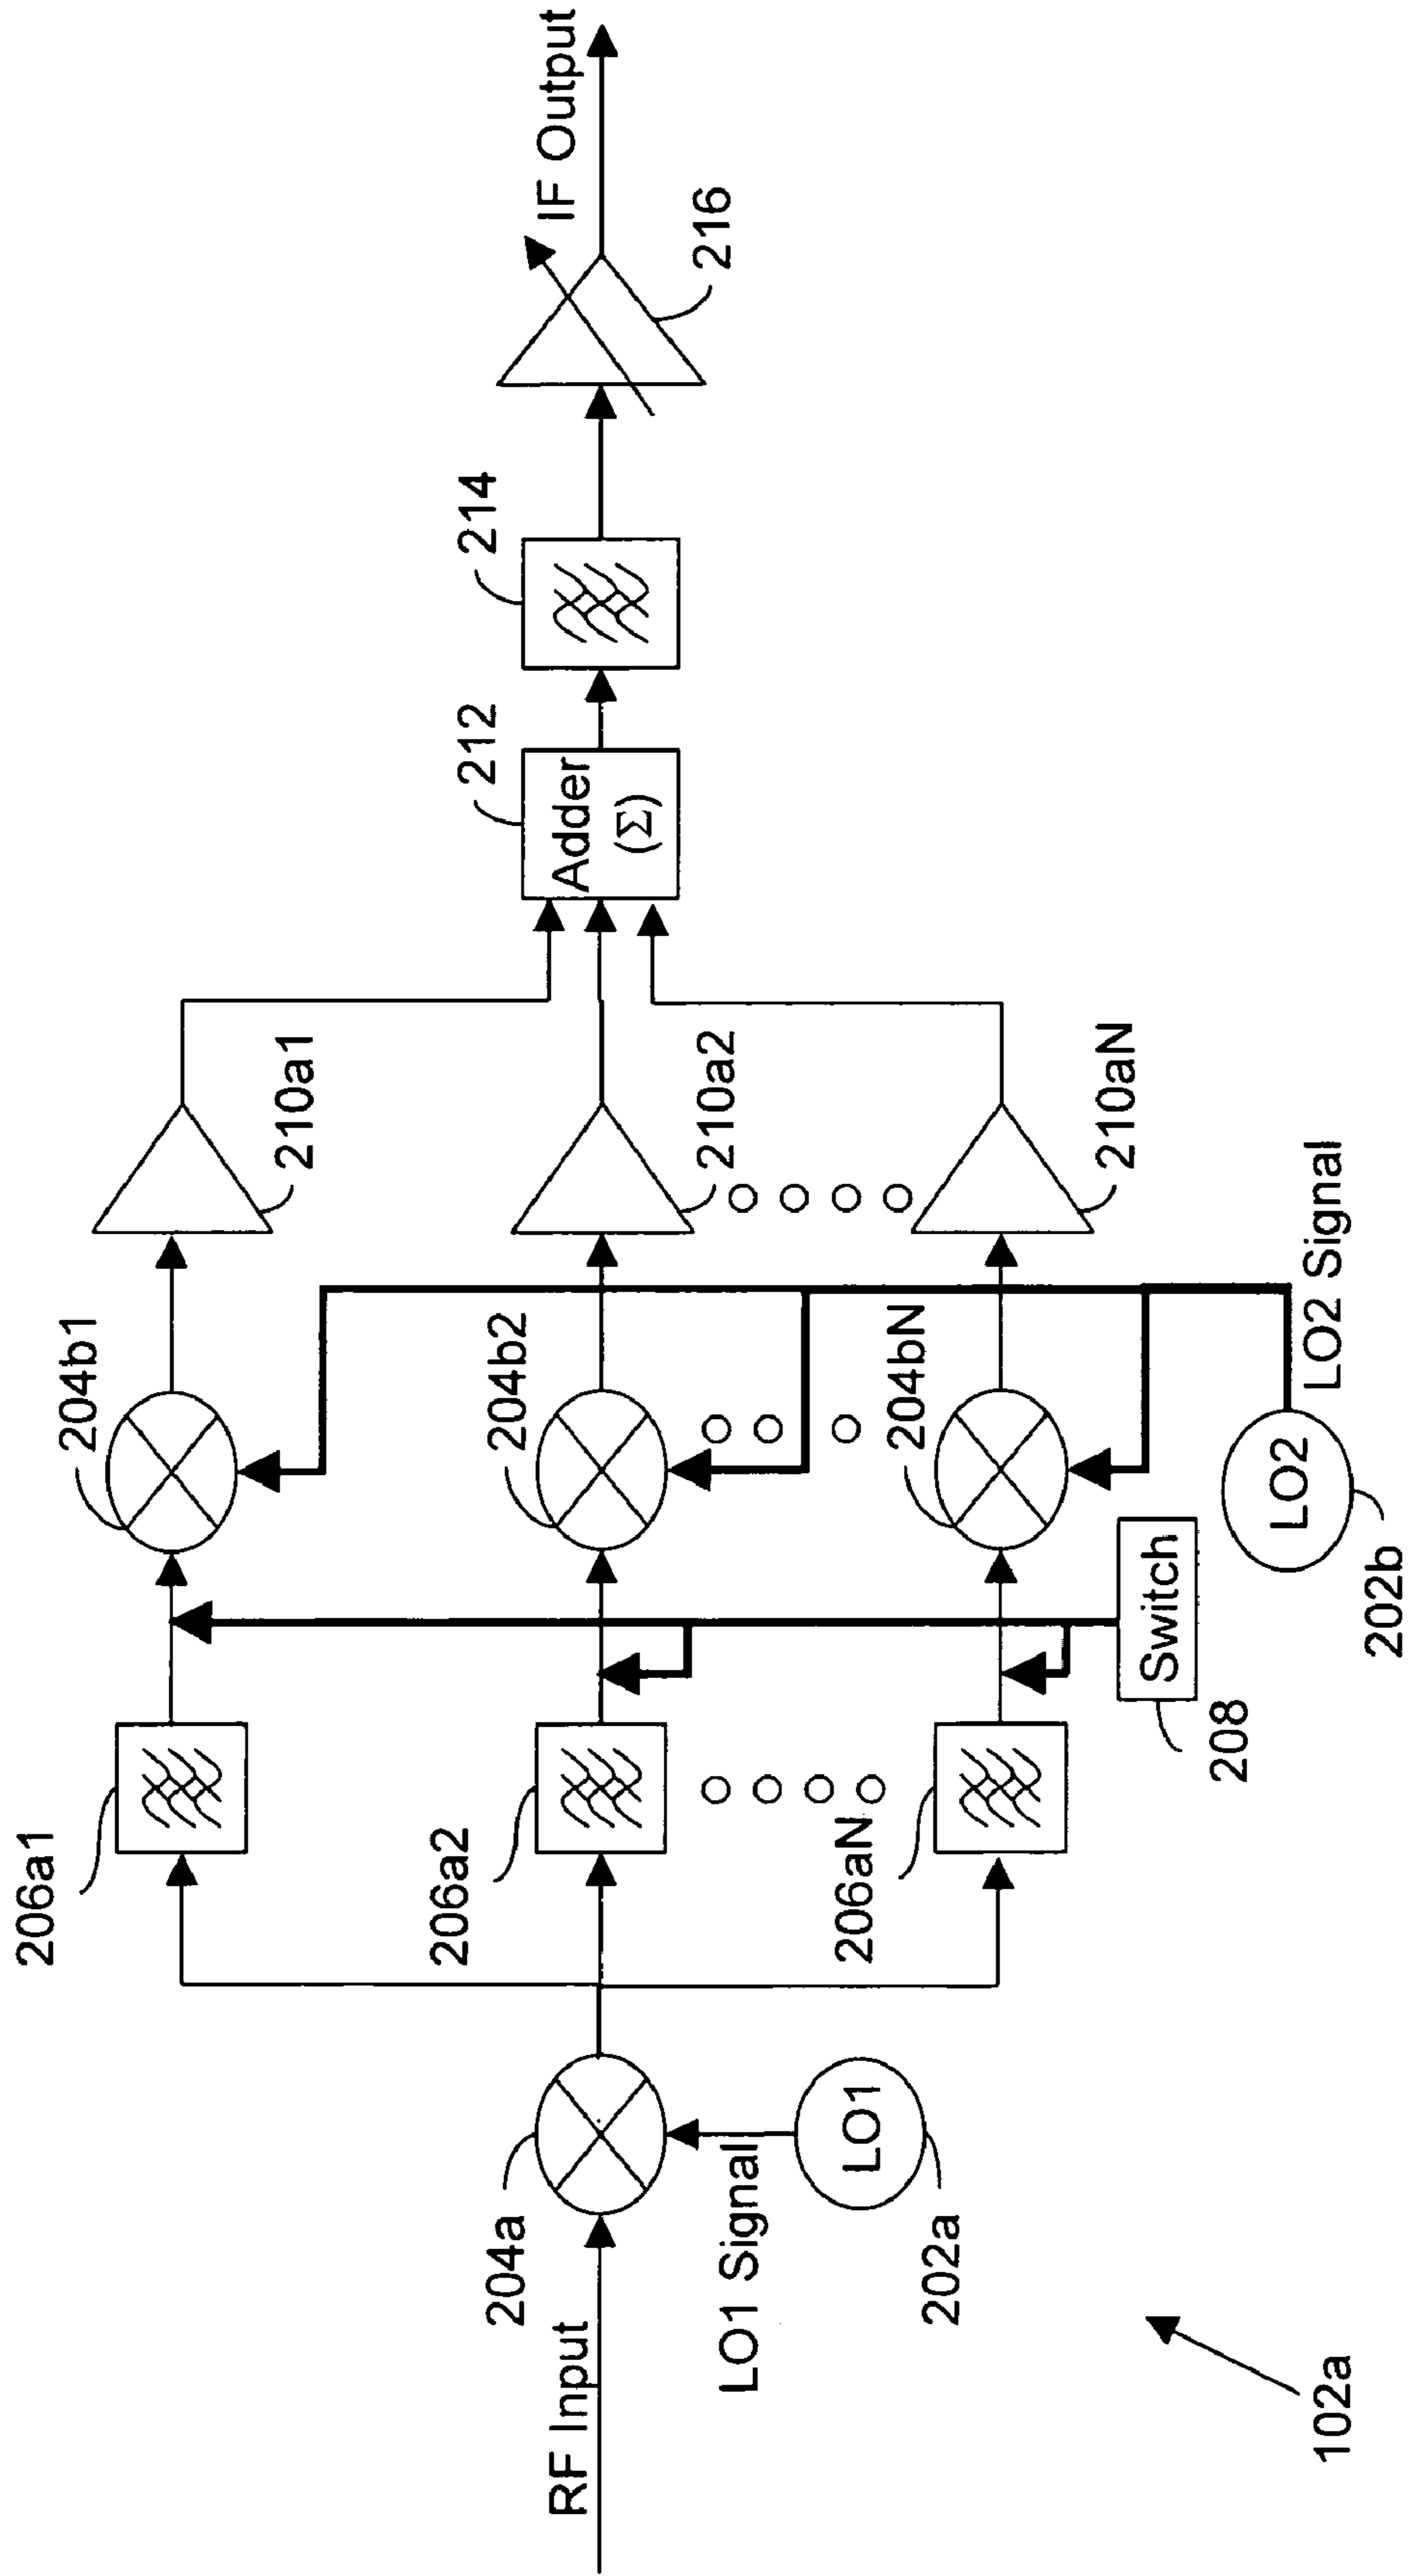 RF Input
204a
LO1 Signal
LO1
202a
206a1
206a2
206aN
Switch
208
204b1
204b2
204bN
LO2
202b
LO2 Signal
210a1
210a2
210aN
Adder
(Σ)
212
214
216
IF Output
102a